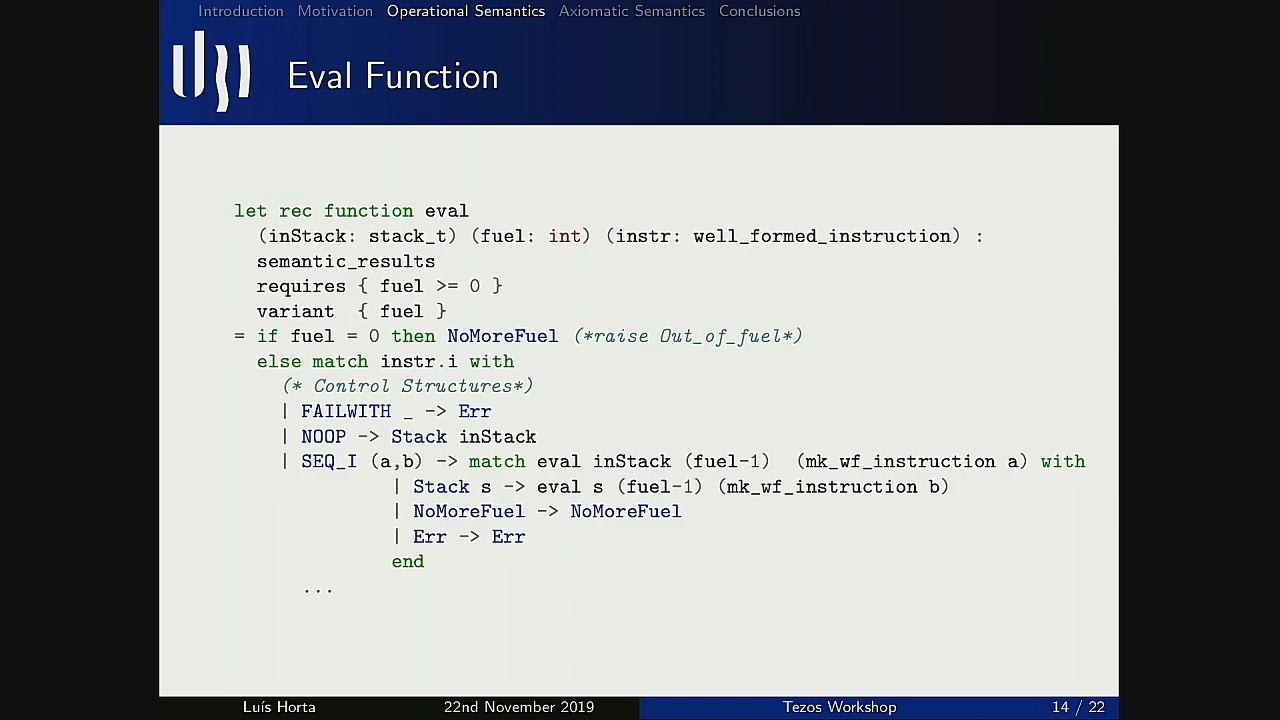 Introduction Motivation Operational Semantics Axiomatic Semantics Conclusions
Eval Function
let rec function eval
(inStack: stack_t) (fuel: int) (instr: well_formed_instruction) :
semantic_results
requires { fuel >= 0 }
variant { fuel }
= if fuel = 0 then NoMoreFuel (*raise Out_of_fuel*)
else match instr.i with
(* Control Structures*)
| FAILWITH _ -> Err
| NOOP -> Stack inStack
| SEQ_I (a,b) -> match eval inStack (fuel-1) (mk_wf_instruction a) with
| Stack s -> eval s (fuel-1) (mk_wf_instruction b)
| NoMoreFuel -> NoMoreFuel
| Err -> Err
end
...
Luís Horta 22nd November 2019 Tezos Workshop 14 / 22